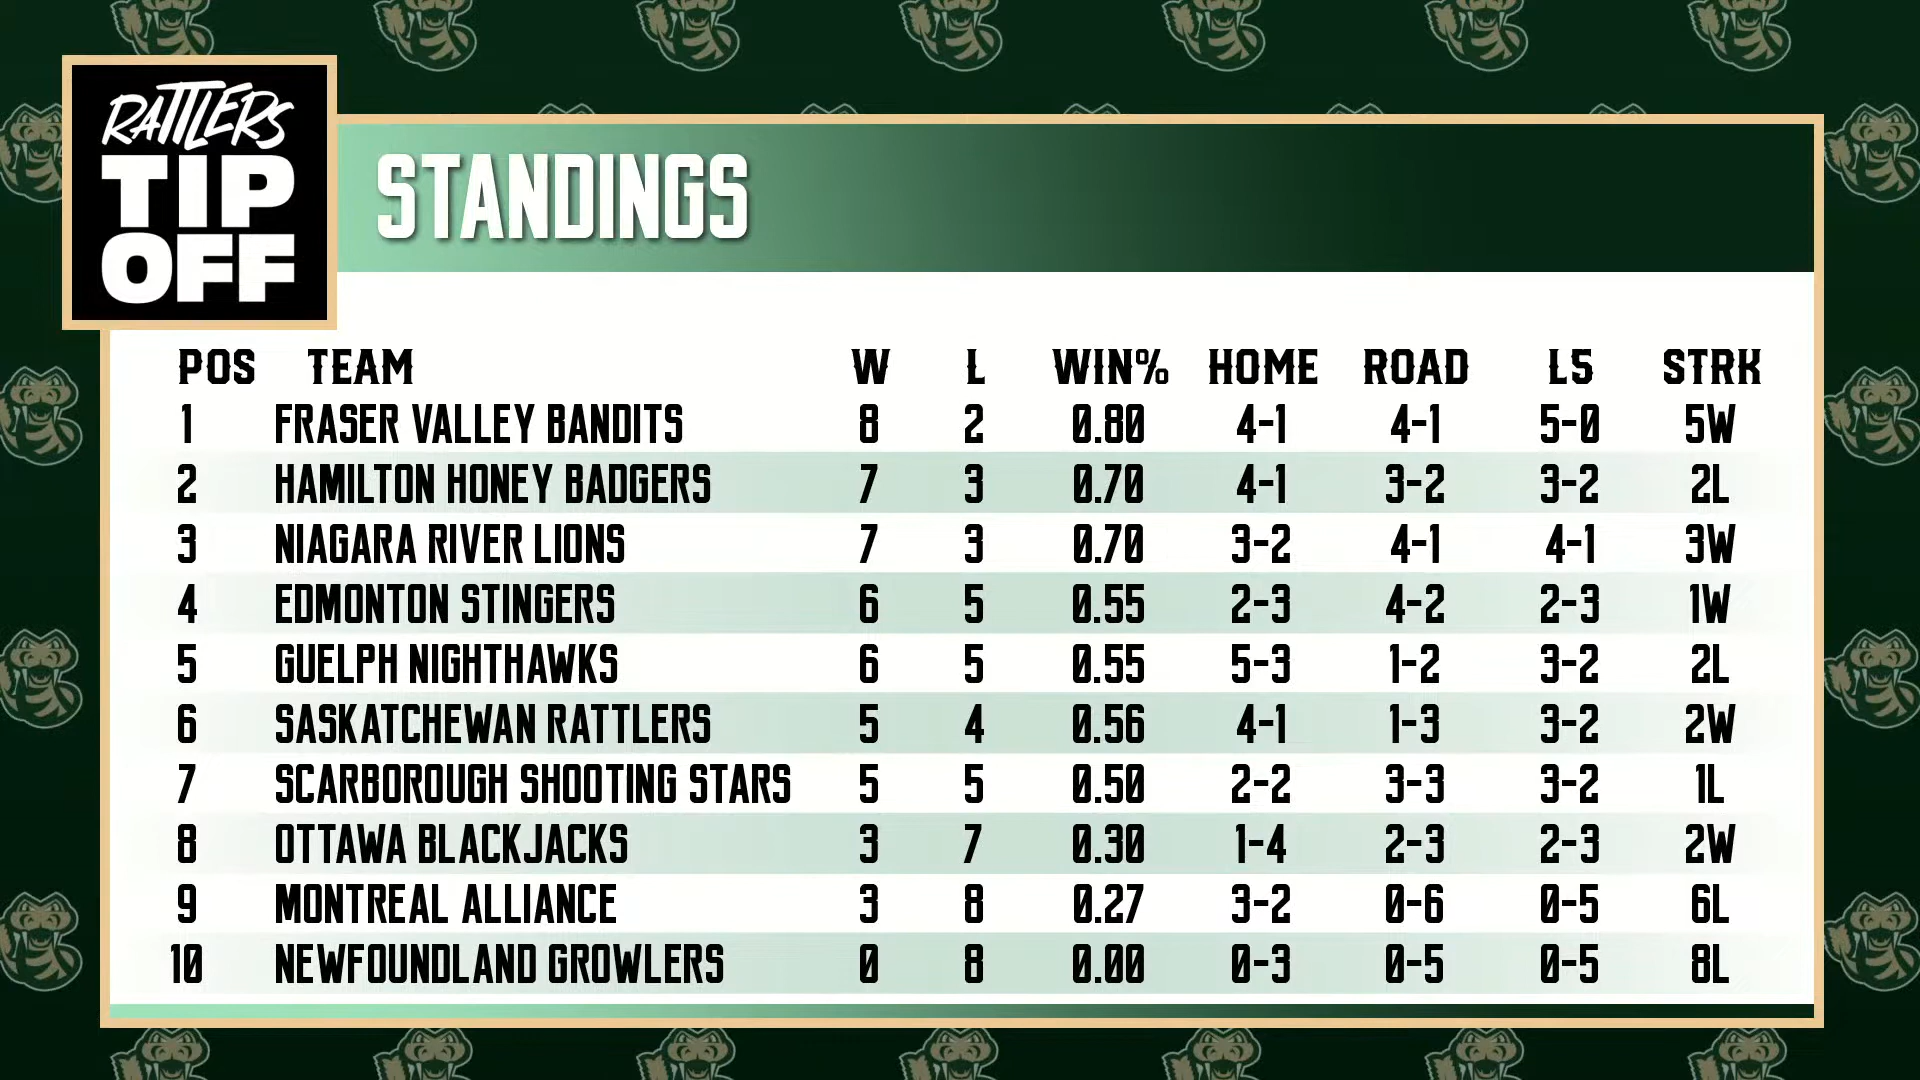 RATTLERS
TIP
OFF
STANDINGS
POS TEAM W L WIN% HOME ROAD L5 STRK
1 FRASER VALLEY BANDITS 8 2 0.80 4-1 4-1 5-0 5W
2 HAMILTON HONEY BADGERS 7 3 0.70 4-1 3-2 3-2 2L
3 NIAGARA RIVER LIONS 7 3 0.70 3-2 4-1 4-1 3W
4 EDMONTON STINGERS 6 5 0.55 2-3 4-2 2-3 1W
5 GUELPH NIGHTHAWKS 6 5 0.55 5-3 1-2 3-2 2L
6 SASKATCHEWAN RATTLERS 5 4 0.56 4-1 1-3 3-2 2W
7 SCARBOROUGH SHOOTING STARS 5 5 0.50 2-2 3-3 3-2 1L
8 OTTAWA BLACKJACKS 3 7 0.30 1-4 2-3 2-3 2W
9 MONTREAL ALLIANCE 3 8 0.27 3-2 0-6 0-5 6L
10 NEWFOUNDLAND GROWLERS 0 8 0.00 0-3 0-5 0-5 8L